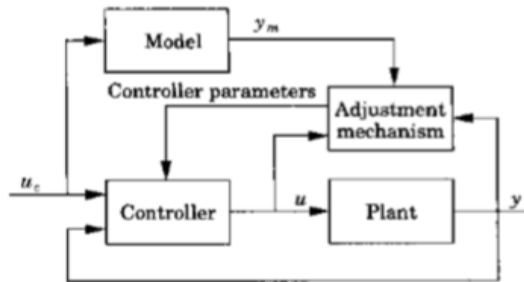 Model
y_m
Controller parameters
Adjustment
mechanism
u_c
Controller
u
Plant
y